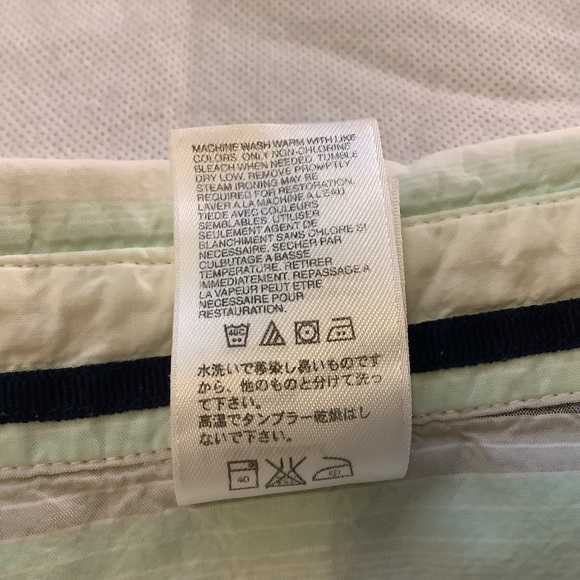 MACHINE WASH WARM WITH LIKE
COLORS. ONLY NON-CHLORINE
BLEACH WHEN NEEDED. TUMBLE
DRY LOW. REMOVE PROMPTLY
STEAM IRONING MAY BE
REQUIRED FOR RESTORATION.
LAVER A LA MACHINE A L'EAU
TIEDE AVEC COULEURS
SEMBLABLES, UTILISER
SEULEMENT AGENT DE
BLANCHIMENT SANS CHLORE SI
NECESSAIRE. SECHER PAR
CULBUTAGE A BASSE
TEMPERATURE. RETIRER
IMMEDIATEMENT. REPASSAGE A
LA VAPEUR PEUT ETRE
NECESSAIRE POUR
RESTAURATION.
40C
水洗いで移染し易いものです
から、他のものと分けて洗っ
て下さい。
高温でタンブラー乾燥はし
ないで下さい。
40